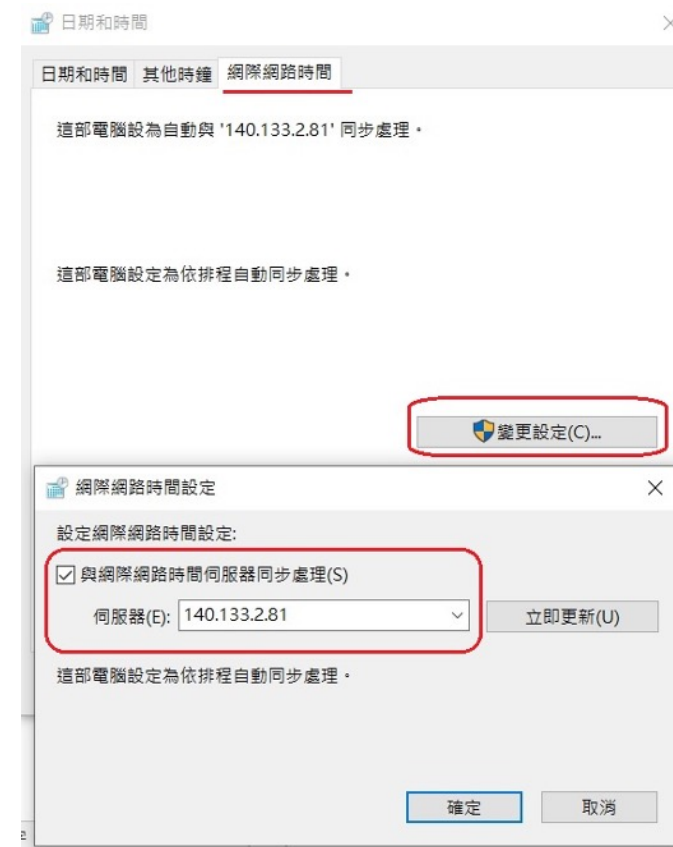 日期和時間
日期和時間 其他時鐘 網際網路時間
這部電腦設為自動與 '140.133.2.81' 同步處理。
這部電腦設定為依排程自動同步處理。
變更設定(C)...
網際網路時間設定
設定網際網路時間設定:
與網際網路時間伺服器同步處理(S)
伺服器(E): 140.133.2.81 立即更新(U)
這部電腦設定為依排程自動同步處理。
確定 取消